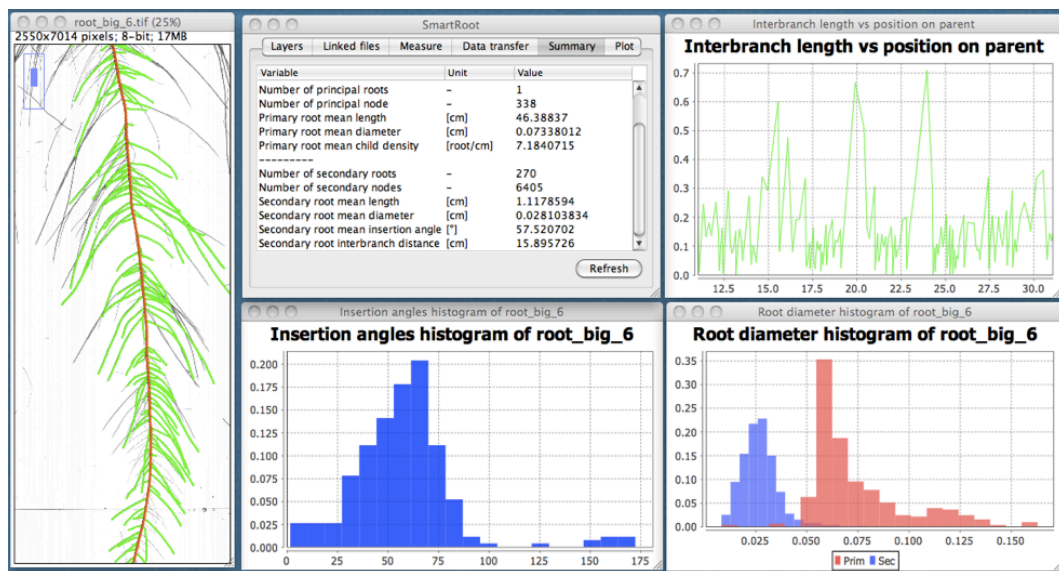 root_big_6.tif (25%)
2550x7014 pixels; 8-bit; 17MB
SmartRoot
Layers Linked files Measure Data transfer Summary Plot
Variable Unit Value
Number of principal roots – 1
Number of principal node – 338
Primary root mean length [cm] 46.38837
Primary root mean diameter [cm] 0.07338012
Primary root mean child density [root/cm] 7.1840715
---------
Number of secondary roots – 270
Number of secondary nodes – 6405
Secondary root mean length [cm] 1.1178594
Secondary root mean diameter [cm] 0.028103834
Secondary root mean insertion angle [°] 57.520702
Secondary root interbranch distance [cm] 15.895726
Refresh
Interbranch length vs position on parent
Interbranch length vs position on parent
0.7
0.6
0.5
0.4
0.3
0.2
0.1
0.0
12.5 15.0 17.5 20.0 22.5 25.0 27.5 30.0
Insertion angles histogram of root_big_6
Insertion angles histogram of root_big_6
0.200
0.175
0.150
0.125
0.100
0.075
0.050
0.025
0.000
0 25 50 75 100 125 150 175
Root diameter histogram of root_big_6
Root diameter histogram of root_big_6
0.35
0.30
0.25
0.20
0.15
0.10
0.05
0.00
0.025 0.050 0.075 0.100 0.125 0.150
Prim Sec